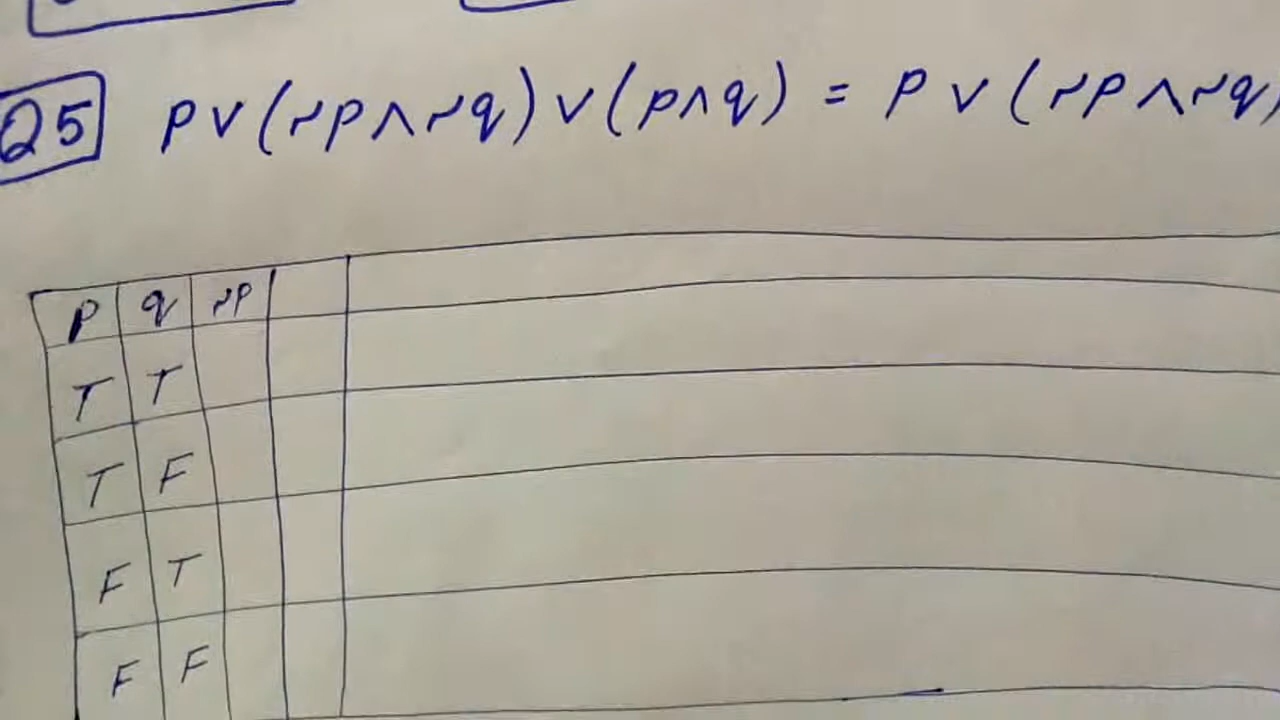 Q5 p∨(~p∧~q)∨(p∧q) = p∨(~p∧~q)
p q ~p
T T
T F
F T
F F